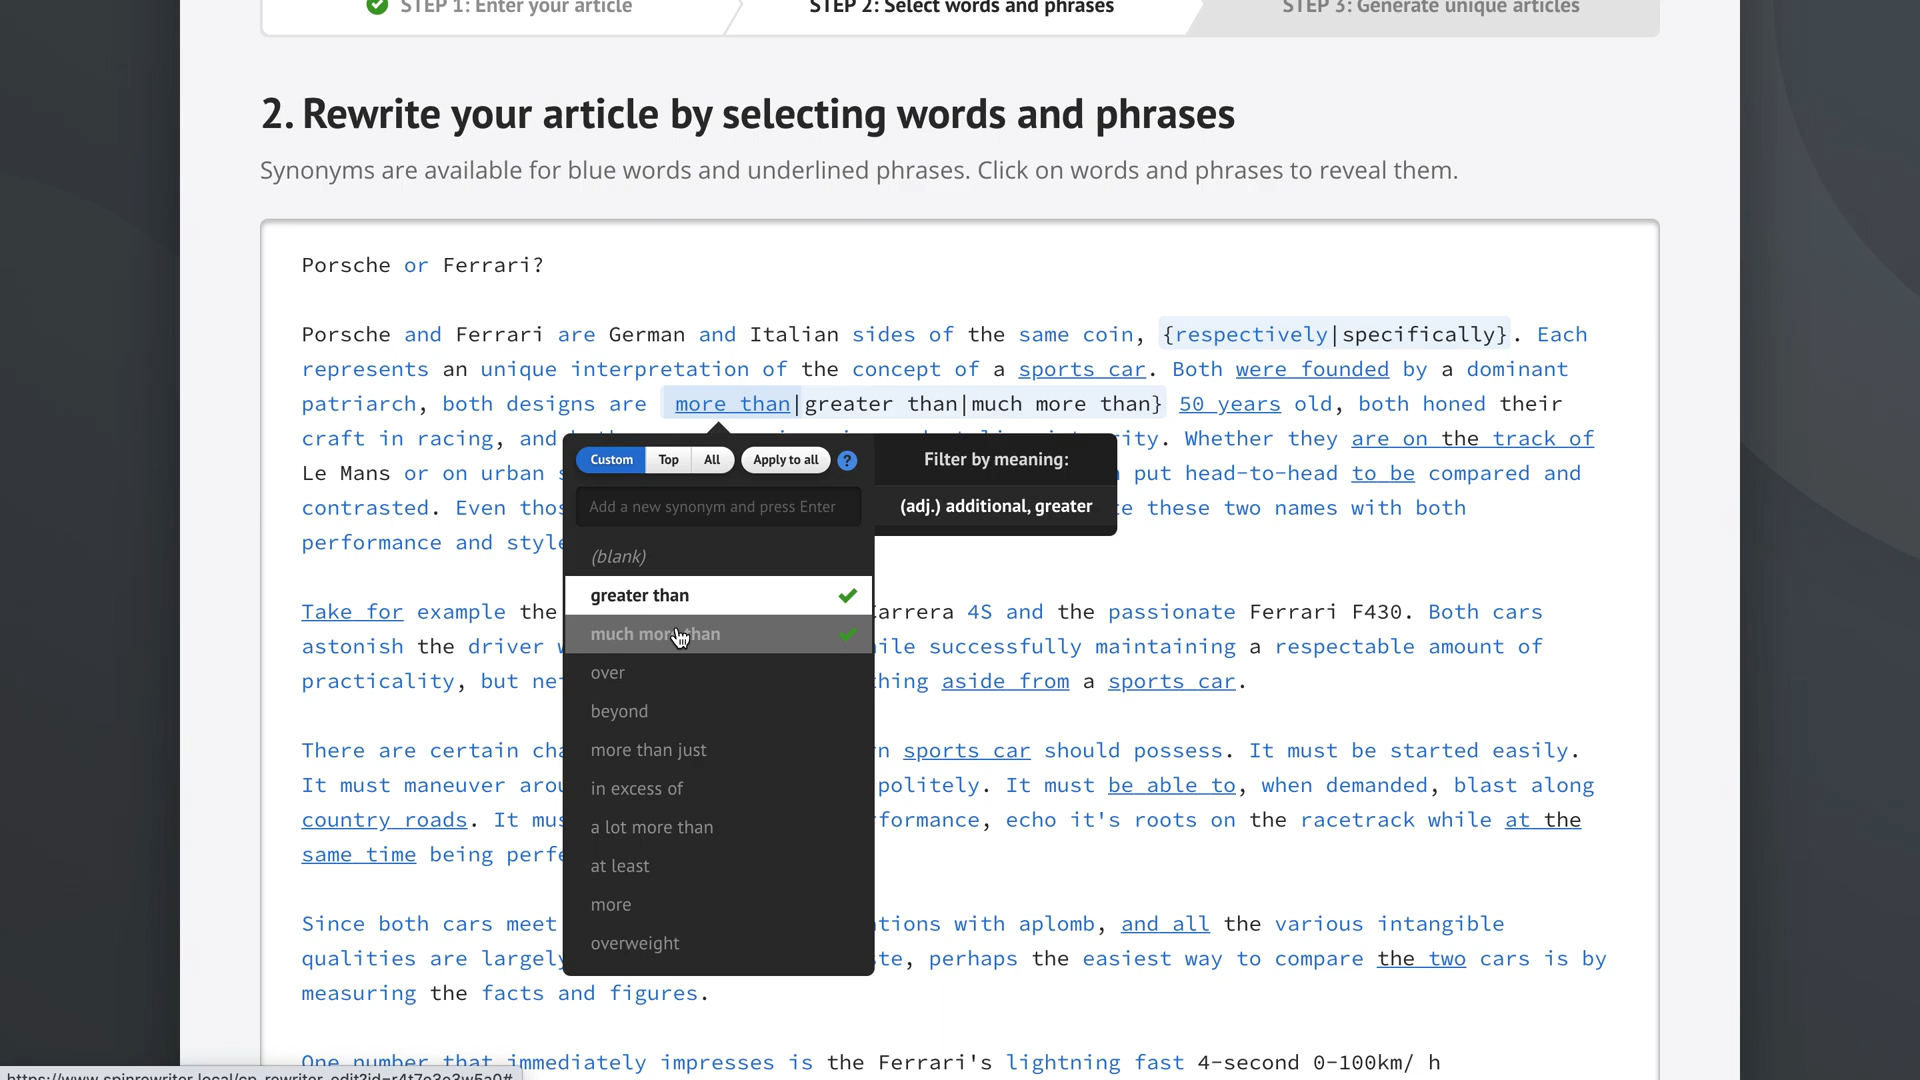 STEP 1: Enter your article
STEP 2: Select words and phrases
STEP 3: Generate unique articles
2. Rewrite your article by selecting words and phrases
Synonyms are available for blue words and underlined phrases. Click on words and phrases to reveal them.
Porsche or Ferrari?
Porsche and Ferrari are German and Italian sides of the same coin, {respectively|specifically}. Each
represents an unique interpretation of the concept of a sports car. Both were founded by a dominant
patriarch, both designs are more than|greater than|much more than} 50 years old, both honed their
craft in racing, and Whether they are on the track of
Le Mans or on urban put head-to-head to be compared and
contrasted. Even these two names with both
performance and style
Custom
Top
All
Apply to all
?
Filter by meaning:
Add a new synonym and press Enter
(adj.) additional, greater
(blank)
greater than
much more than
over
beyond
more than just
in excess of
a lot more than
at least
more
overweight
Take for example the Carrera 4S and the passionate Ferrari F430. Both cars
astonish the driver successfully maintaining a respectable amount of
practicality, but aside from a sports car.
There are certain sports car should possess. It must be started easily.
It must maneuver politely. It must be able to, when demanded, blast along
country roads. It echo it's roots on the racetrack while at the
same time being
Since both cars meet with aplomb, and all the various intangible
qualities are largely perhaps the easiest way to compare the two cars is by
measuring the facts and figures.
One number that immediately impresses is the Ferrari's lightning fast 4-second 0-100km/ h